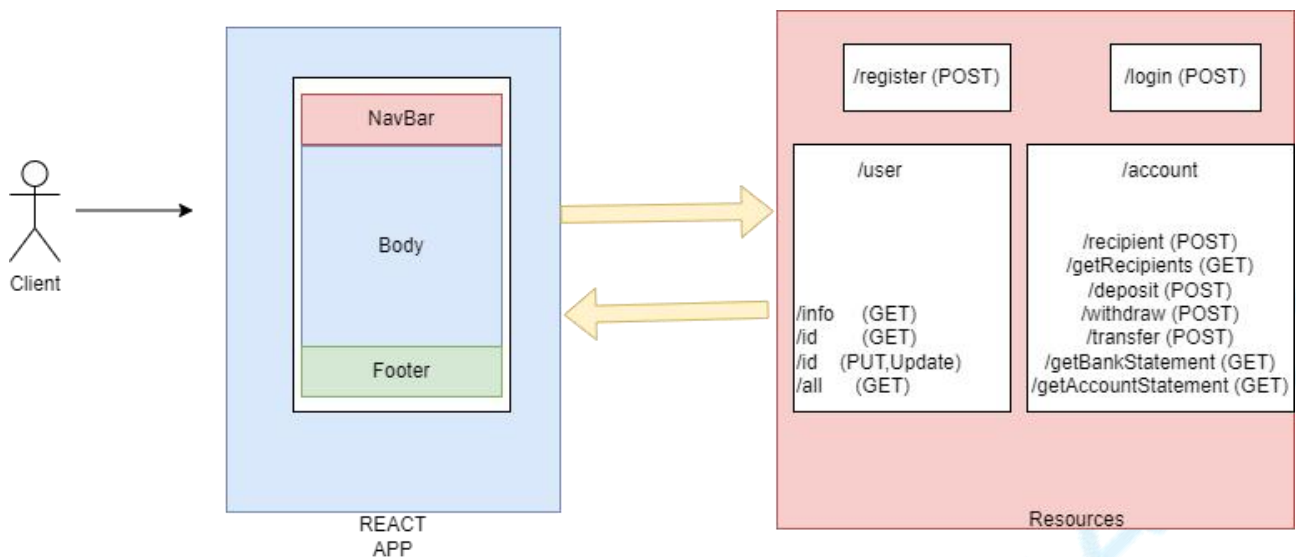 Client
NavBar
Body
Footer
REACT
APP
/register (POST)
/login (POST)
/user
/info (GET)
/id (GET)
/id (PUT,Update)
/all (GET)
/account
/recipient (POST)
/getRecipients (GET)
/deposit (POST)
/withdraw (POST)
/transfer (POST)
/getBankStatement (GET)
/getAccountStatement (GET)
Resources